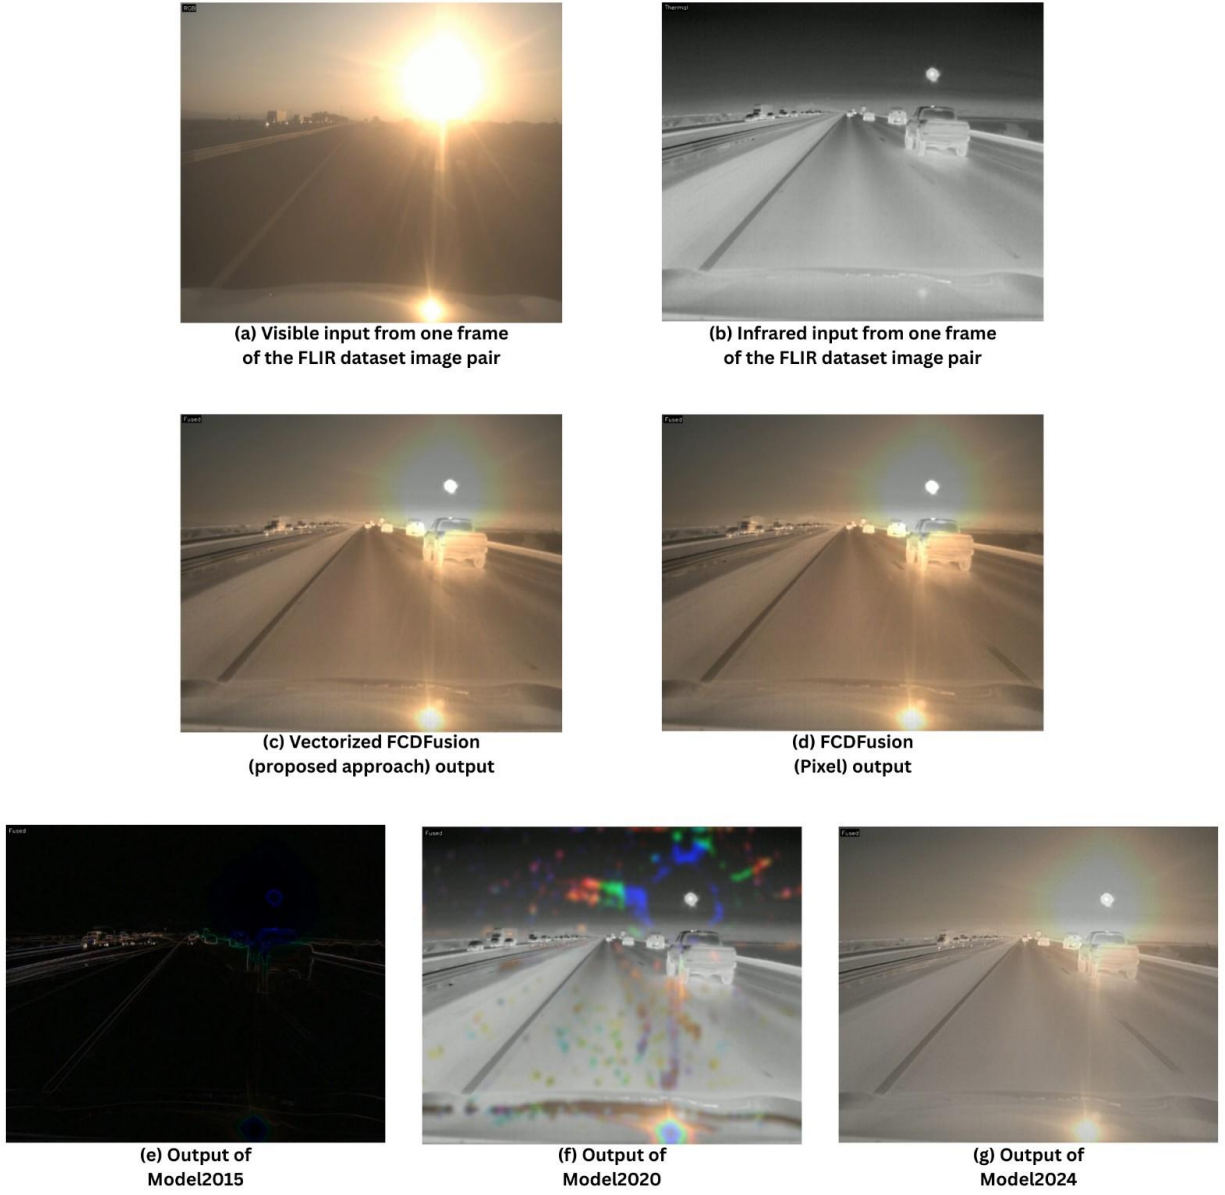 RGB
Thermal
(a) Visible input from one frame
of the FLIR dataset image pair
(b) Infrared input from one frame
of the FLIR dataset image pair
Fused
Fused
(c) Vectorized FCDFusion
(proposed approach) output
(d) FCDFusion
(Pixel) output
Fused
Fused
Fused
(e) Output of
Model2015
(f) Output of
Model2020
(g) Output of
Model2024